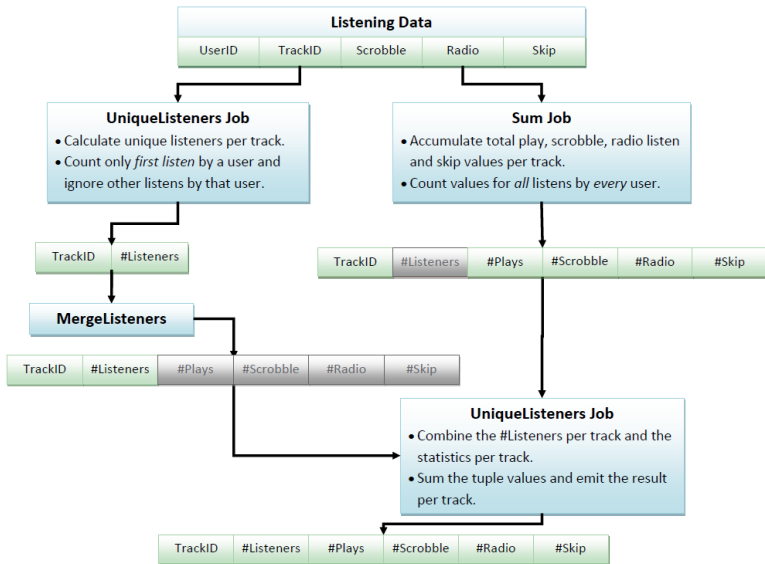 Listening Data
UserID TrackID Scrobble Radio Skip
UniqueListeners Job
• Calculate unique listeners per track.
• Count only first listen by a user and
ignore other listens by that user.
Sum Job
• Accumulate total play, scrobble, radio listen
and skip values per track.
• Count values for all listens by every user.
TrackID #Listeners
TrackID #Listeners #Plays #Scrobble #Radio #Skip
MergeListeners
TrackID #Listeners #Plays #Scrobble #Radio #Skip
UniqueListeners Job
• Combine the #Listeners per track and the
statistics per track.
• Sum the tuple values and emit the result
per track.
TrackID #Listeners #Plays #Scrobble #Radio #Skip